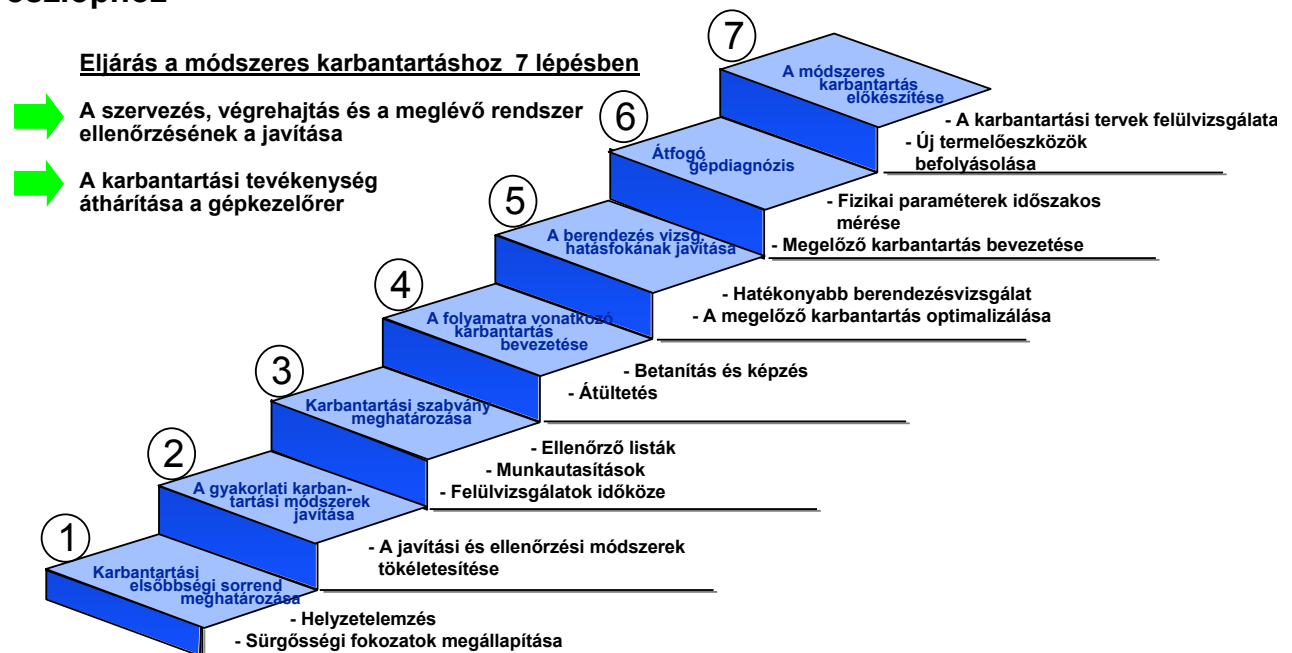 Eljárás a módszeres karbantartáshoz 7 lépésben
A szervezés, végrehajtás és a meglévő rendszer
ellenőrzésének a javítása
A karbantartási tevékenység
áthárítása a gépkezelőrer
7
A módszeres
karbantartás
előkészítése
- A karbantartási tervek felülvizsgálata
- Új termelőeszközök
befolyásolása
6
Átfogó
gépdiagnózis
- Fizikai paraméterek időszakos
mérése
- Megelőző karbantartás bevezetése
5
A berendezés vizsg.
hatásfokának javítása
- Hatékonyabb berendezésvizsgálat
- A megelőző karbantartás optimalizálása
4
A folyamatra vonatkozó
karbantartás
bevezetése
- Betanítás és képzés
- Átültetés
3
Karbantartási szabvány
meghatározása
- Ellenőrző listák
- Munkautasítások
- Felülvizsgálatok időköze
2
A gyakorlati karban-
tartási módszerek
javítása
- A javítási és ellenőrzési módszerek
tökéletesítése
1
Karbantartási
elsőbbségi sorrend
meghatározása
- Helyzetelemzés
- Sürgősségi fokozatok megállapítása